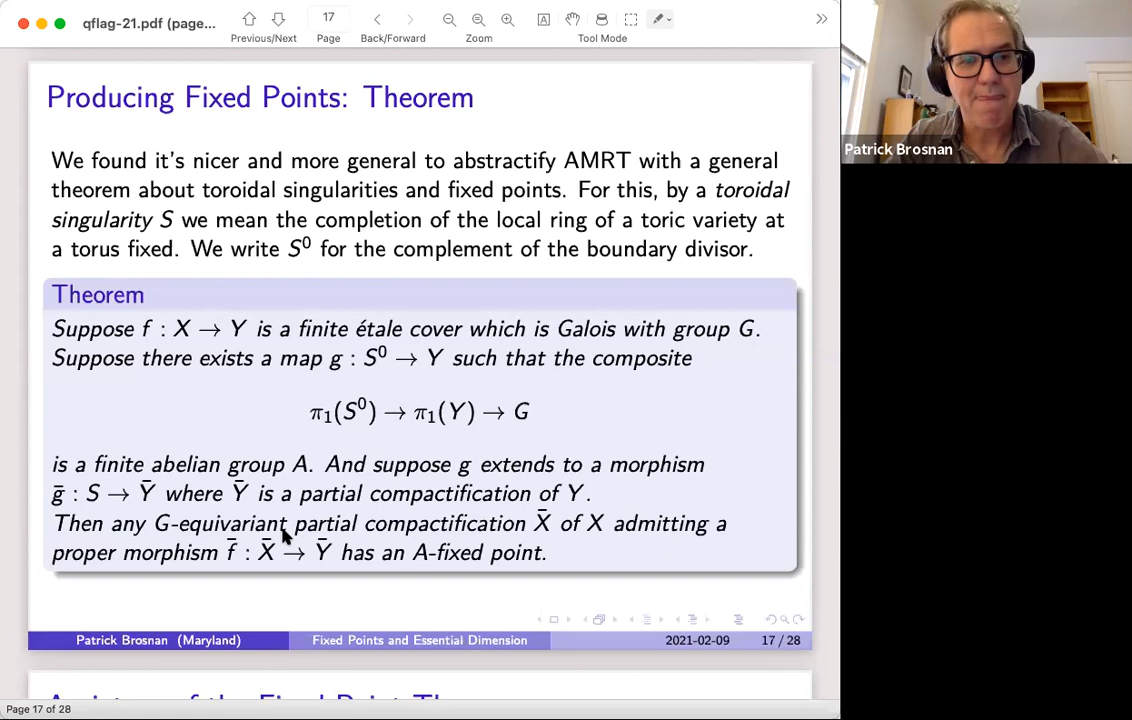 qflag-21.pdf (page...
17
Previous/Next
Page
Back/Forward
Zoom
A
Tool Mode
Producing Fixed Points: Theorem
We found it's nicer and more general to abstractify AMRT with a general
theorem about toroidal singularities and fixed points. For this, by a toroidal
singularity S we mean the completion of the local ring of a toric variety at
a torus fixed. We write S⁰ for the complement of the boundary divisor.
Theorem
Suppose f : X → Y is a finite étale cover which is Galois with group G.
Suppose there exists a map g : S⁰ → Y such that the composite
π₁(S⁰) → π₁(Y) → G
is a finite abelian group A. And suppose g extends to a morphism
ḡ : S → Ȳ where Ȳ is a partial compactification of Y.
Then any G-equivariant partial compactification X̄ of X admitting a
proper morphism f̄ : X̄ → Ȳ has an A-fixed point.
Patrick Brosnan (Maryland)
Fixed Points and Essential Dimension
2021-02-09
17 / 28
Page 17 of 28
Patrick Brosnan